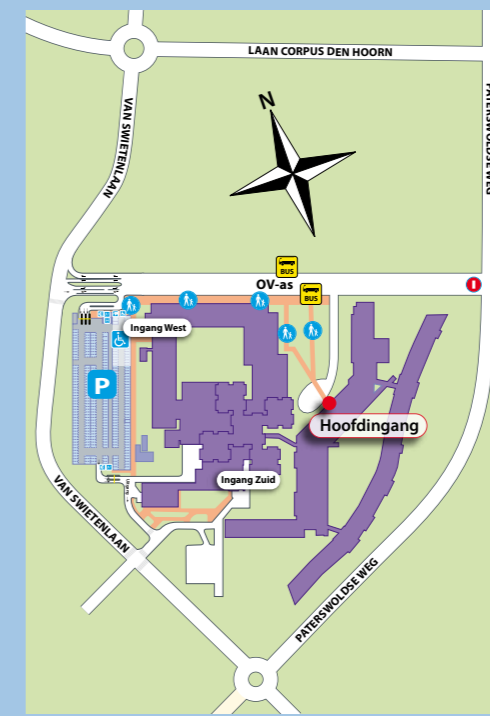 LAAN CORPUS DEN HOORN
PATERSWOLDSEWEG
VAN SWIETENLAAN
N
BUS
OV-as
BUS
Ingang West
P
Hoofdingang
Ingang Zuid
VAN SWIETENLAAN
PATERSWOLDSE WEG